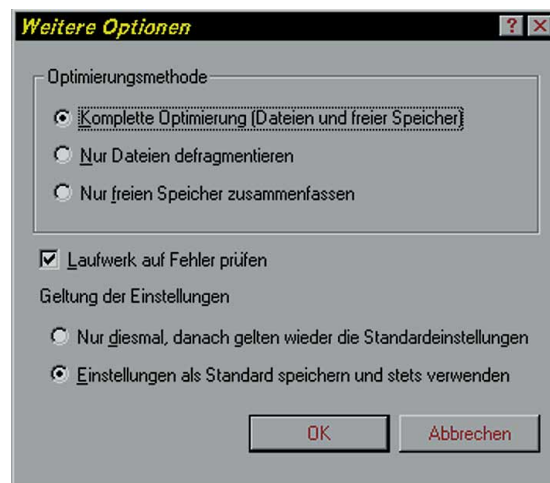 Weitere Optionen
Optimierungsmethode
Komplette Optimierung (Dateien und freier Speicher)
Nur Dateien defragmentieren
Nur freien Speicher zusammenfassen
Laufwerk auf Fehler prüfen
Geltung der Einstellungen
Nur diesmal, danach gelten wieder die Standardeinstellungen
Einstellungen als Standard speichern und stets verwenden
OK Abbrechen